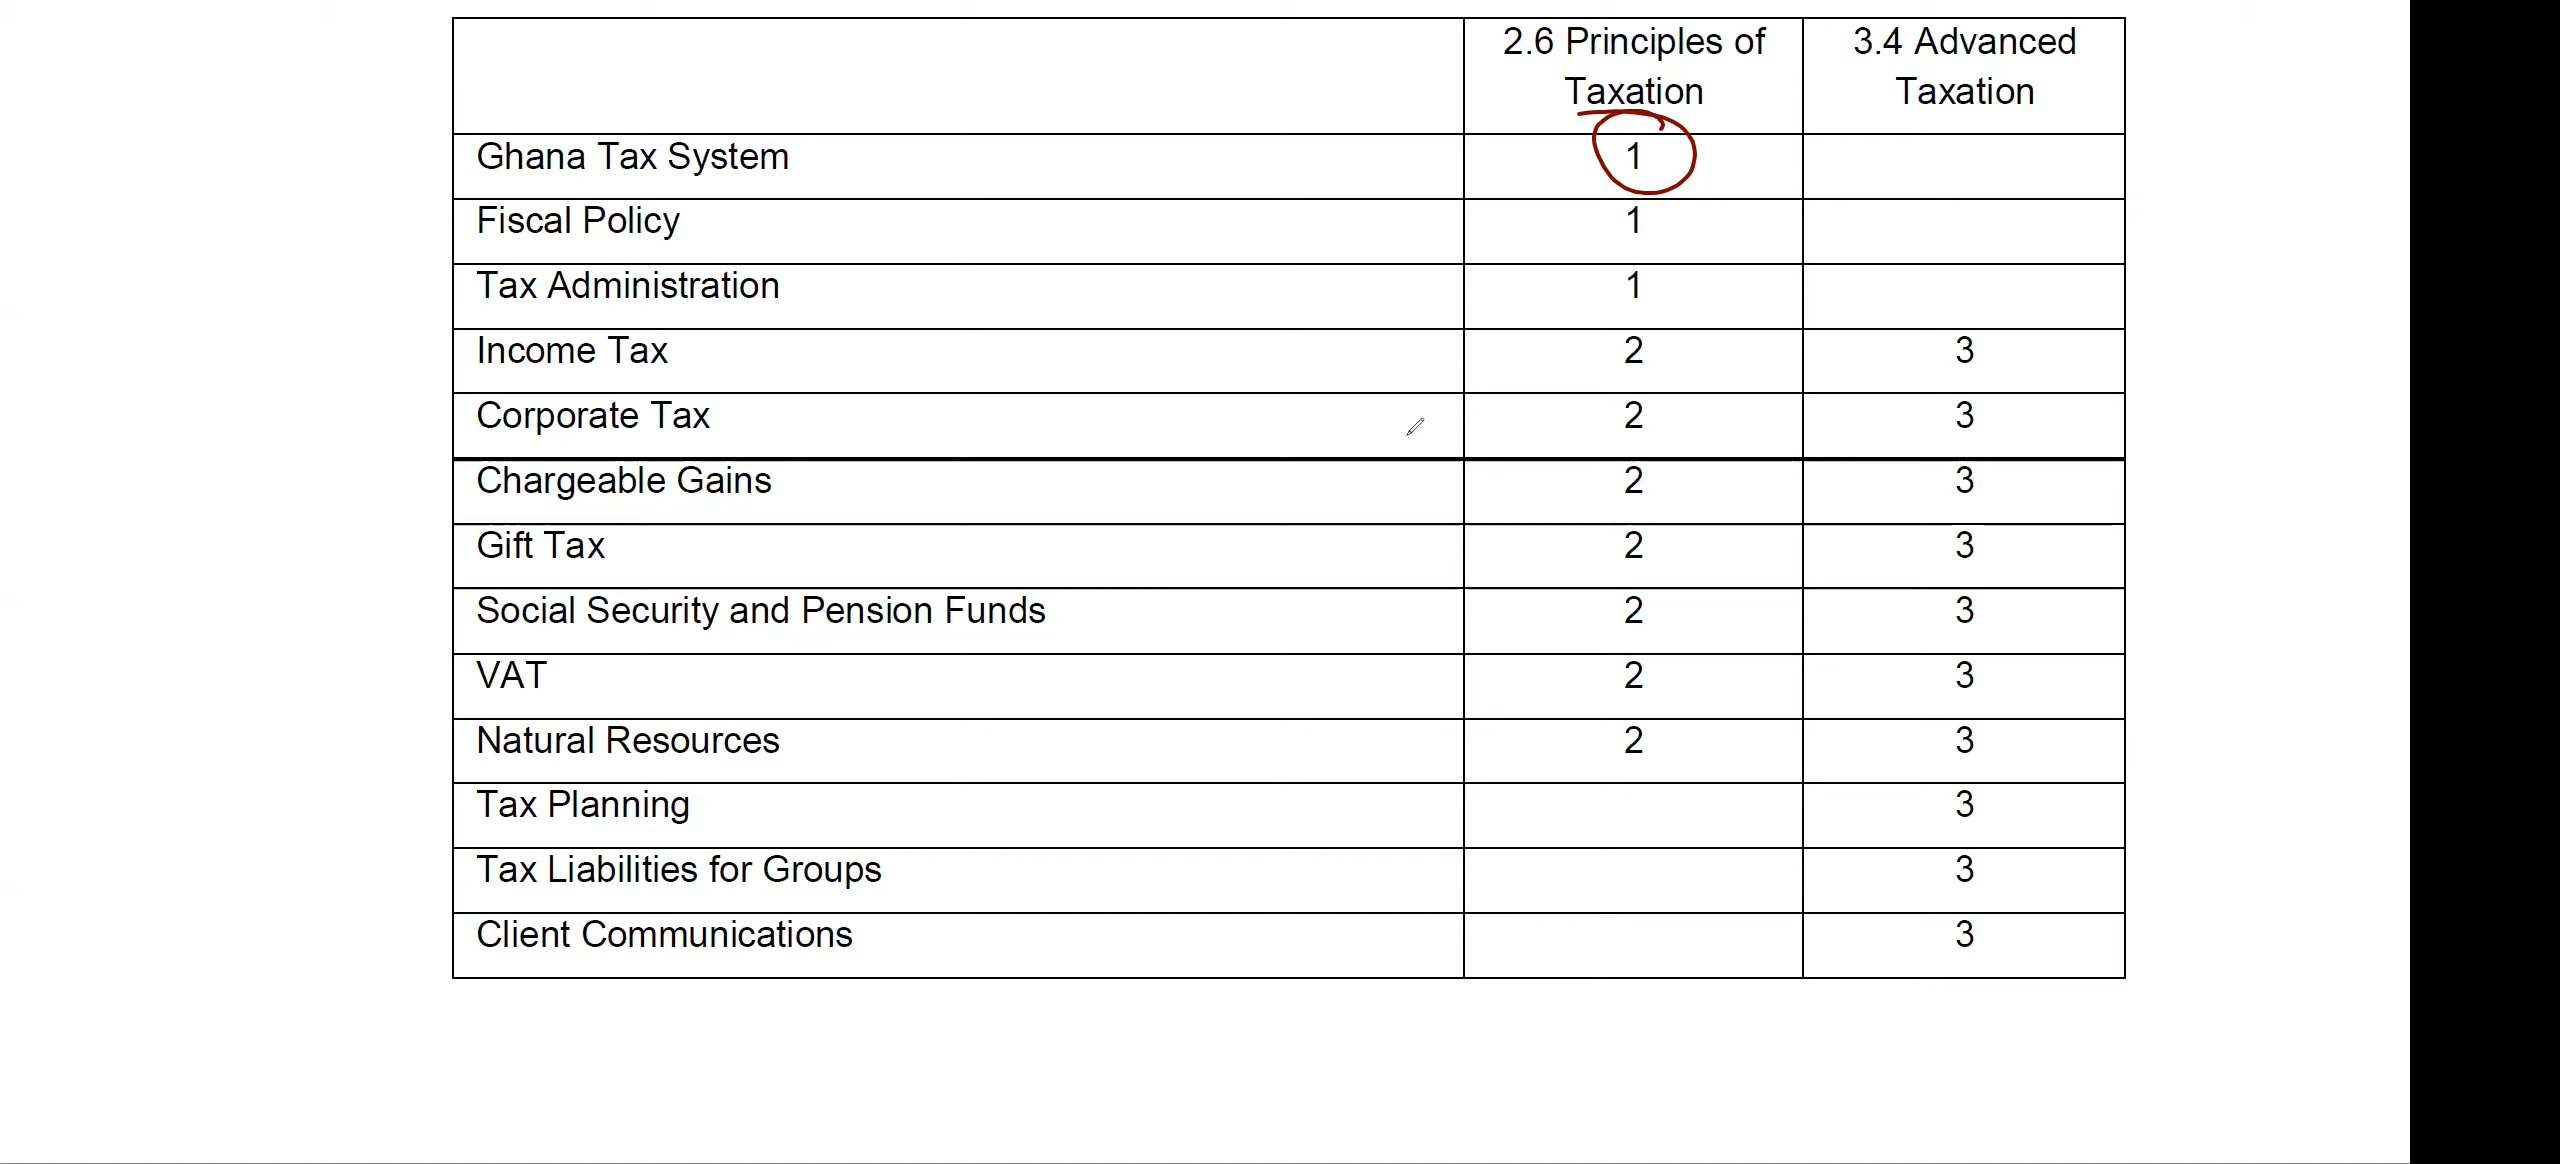 2.6 Principles of Taxation 3.4 Advanced Taxation
Ghana Tax System 1
Fiscal Policy 1
Tax Administration 1
Income Tax 2 3
Corporate Tax 2 3
Chargeable Gains 2 3
Gift Tax 2 3
Social Security and Pension Funds 2 3
VAT 2 3
Natural Resources 2 3
Tax Planning 3
Tax Liabilities for Groups 3
Client Communications 3